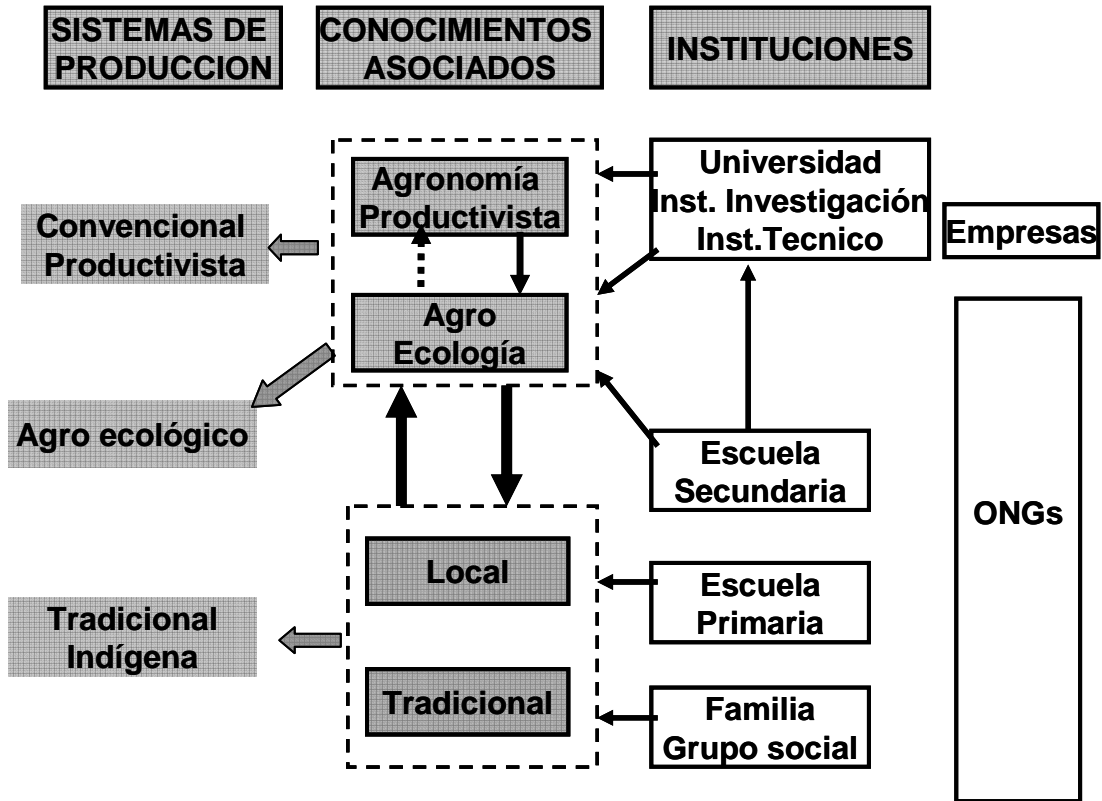 SISTEMAS DE
PRODUCCION
CONOCIMIENTOS
ASOCIADOS
INSTITUCIONES
Agronomía
Productivista
Universidad
Inst. Investigación
Inst.Tecnico
Empresas
Convencional
Productivista
Agro
Ecología
Agro ecológico
Escuela
Secundaria
ONGs
Local
Escuela
Primaria
Tradicional
Indígena
Tradicional
Familia
Grupo social